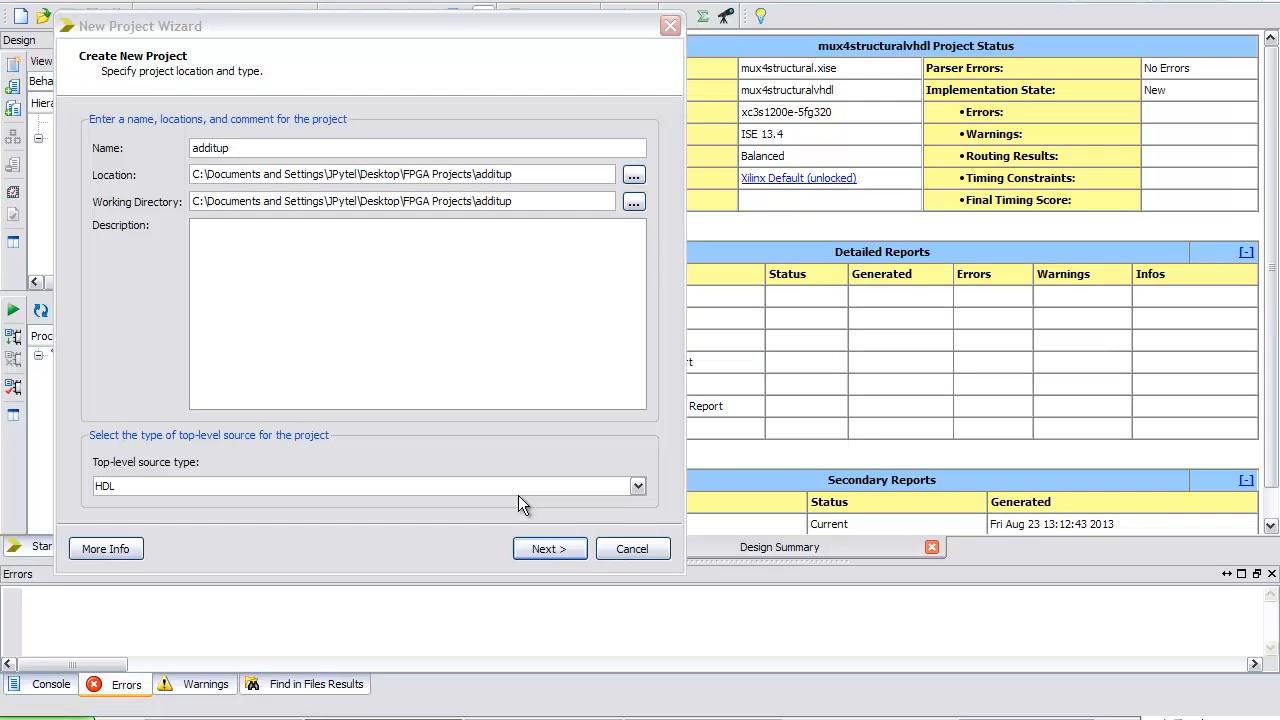 New Project Wizard
Create New Project
Specify project location and type.
Enter a name, locations, and comment for the project
Name:
additup
Location:
C:\Documents and Settings\JPytel\Desktop\FPGA Projects\additup
...
Working Directory:
C:\Documents and Settings\JPytel\Desktop\FPGA Projects\additup
...
Description:
Select the type of top-level source for the project
Top-level source type:
HDL
More Info
Next >
Cancel
Design
View
Beha
Hiera
Proc
Star
mux4structuralvhdl Project Status
mux4structural.xise
Parser Errors:
No Errors
mux4structuralvhdl
Implementation State:
New
xc3s1200e-5fg320
•Errors:
ISE 13.4
•Warnings:
Balanced
•Routing Results:
Xilinx Default (unlocked)
•Timing Constraints:
•Final Timing Score:
Detailed Reports
[-]
Status
Generated
Errors
Warnings
Infos
rt
Report
Secondary Reports
[-]
Status
Generated
Current
Fri Aug 23 13:12:43 2013
Design Summary
Errors
Console
Errors
Warnings
Find in Files Results